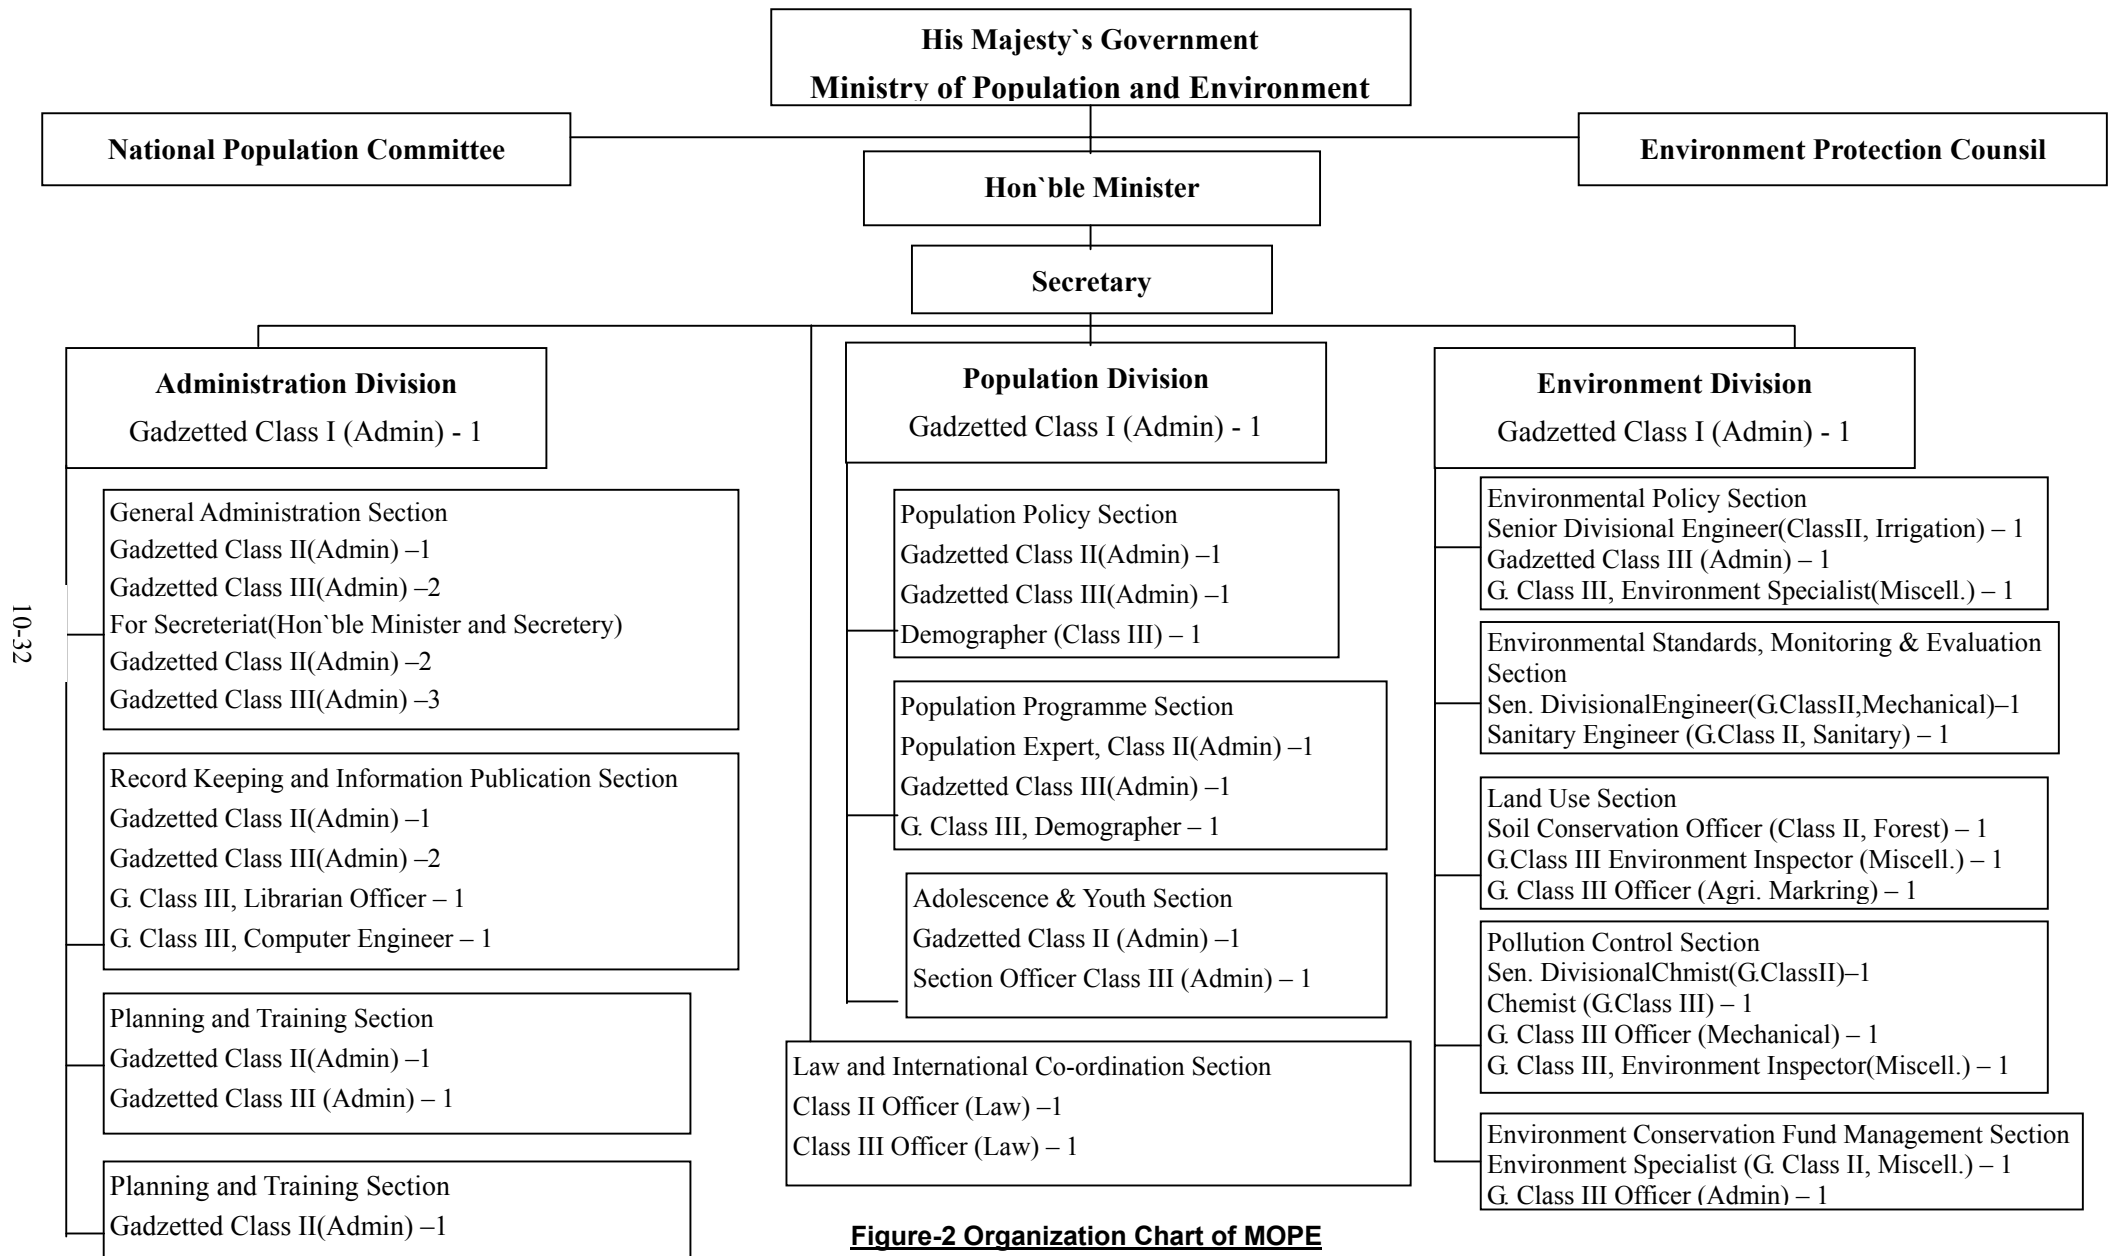 His Majesty`s Government
Ministry of Population and Environment
National Population Committee
Environment Protection Counsil
Hon`ble Minister
Secretary
Administration Division
Gadzetted Class I (Admin) - 1
General Administration Section
Gadzetted Class II(Admin) –1
Gadzetted Class III(Admin) –2
For Secreteriat(Hon`ble Minister and Secretery)
Gadzetted Class II(Admin) –2
Gadzetted Class III(Admin) –3
Record Keeping and Information Publication Section
Gadzetted Class II(Admin) –1
Gadzetted Class III(Admin) –2
G. Class III, Librarian Officer – 1
G. Class III, Computer Engineer – 1
Planning and Training Section
Gadzetted Class II(Admin) –1
Gadzetted Class III (Admin) – 1
Planning and Training Section
Gadzetted Class II(Admin) –1
Population Division
Gadzetted Class I (Admin) - 1
Population Policy Section
Gadzetted Class II(Admin) –1
Gadzetted Class III(Admin) –1
Demographer (Class III) – 1
Population Programme Section
Population Expert, Class II(Admin) –1
Gadzetted Class III(Admin) –1
G. Class III, Demographer – 1
Adolescence & Youth Section
Gadzetted Class II (Admin) –1
Section Officer Class III (Admin) – 1
Law and International Co-ordination Section
Class II Officer (Law) –1
Class III Officer (Law) – 1
Environment Division
Gadzetted Class I (Admin) - 1
Environmental Policy Section
Senior Divisional Engineer(ClassII, Irrigation) – 1
Gadzetted Class III (Admin) – 1
G. Class III, Environment Specialist(Miscell.) – 1
Environmental Standards, Monitoring & Evaluation
Section
Sen. DivisionalEngineer(G.ClassII,Mechanical)–1
Sanitary Engineer (G.Class II, Sanitary) – 1
Land Use Section
Soil Conservation Officer (Class II, Forest) – 1
G.Class III Environment Inspector (Miscell.) – 1
G. Class III Officer (Agri. Markring) – 1
Pollution Control Section
Sen. DivisionalChmist(G.ClassII)–1
Chemist (G.Class III) – 1
G. Class III Officer (Mechanical) – 1
G. Class III, Environment Inspector(Miscell.) – 1
Environment Conservation Fund Management Section
Environment Specialist (G. Class II, Miscell.) – 1
G. Class III Officer (Admin) – 1
Figure-2 Organization Chart of MOPE
10-32